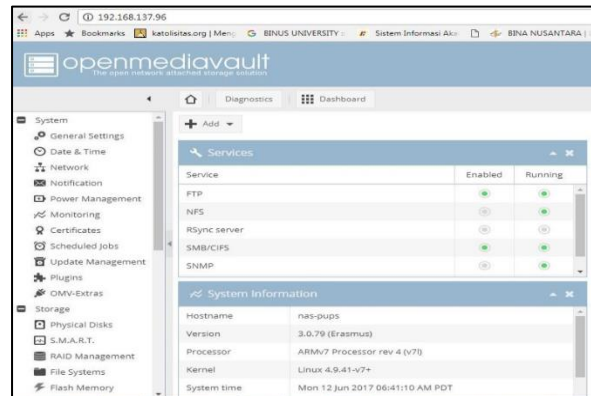 192.168.137.96
Apps Bookmarks katolisitas.org | Men G BINUS UNIVERSITY : Sistem Informasi Aka BINA NUSANTARA |
openmediavault
The open network attached storage solution
Diagnostics Dashboard
System
General Settings
Date & Time
Network
Notification
Power Management
Monitoring
Certificates
Scheduled Jobs
Update Management
Plugins
OMV-Extras
Storage
Physical Disks
S.M.A.R.T.
RAID Management
File Systems
Flash Memory
Add
Services
Service Enabled Running
FTP
NFS
RSync server
SMB/CIFS
SNMP
System Information
Hostname nas-pups
Version 3.0.79 (Erasmus)
Processor ARMv7 Processor rev 4 (v7l)
Kernel Linux 4.9.41-v7+
System time Mon 12 Jun 2017 06:41:10 AM PDT